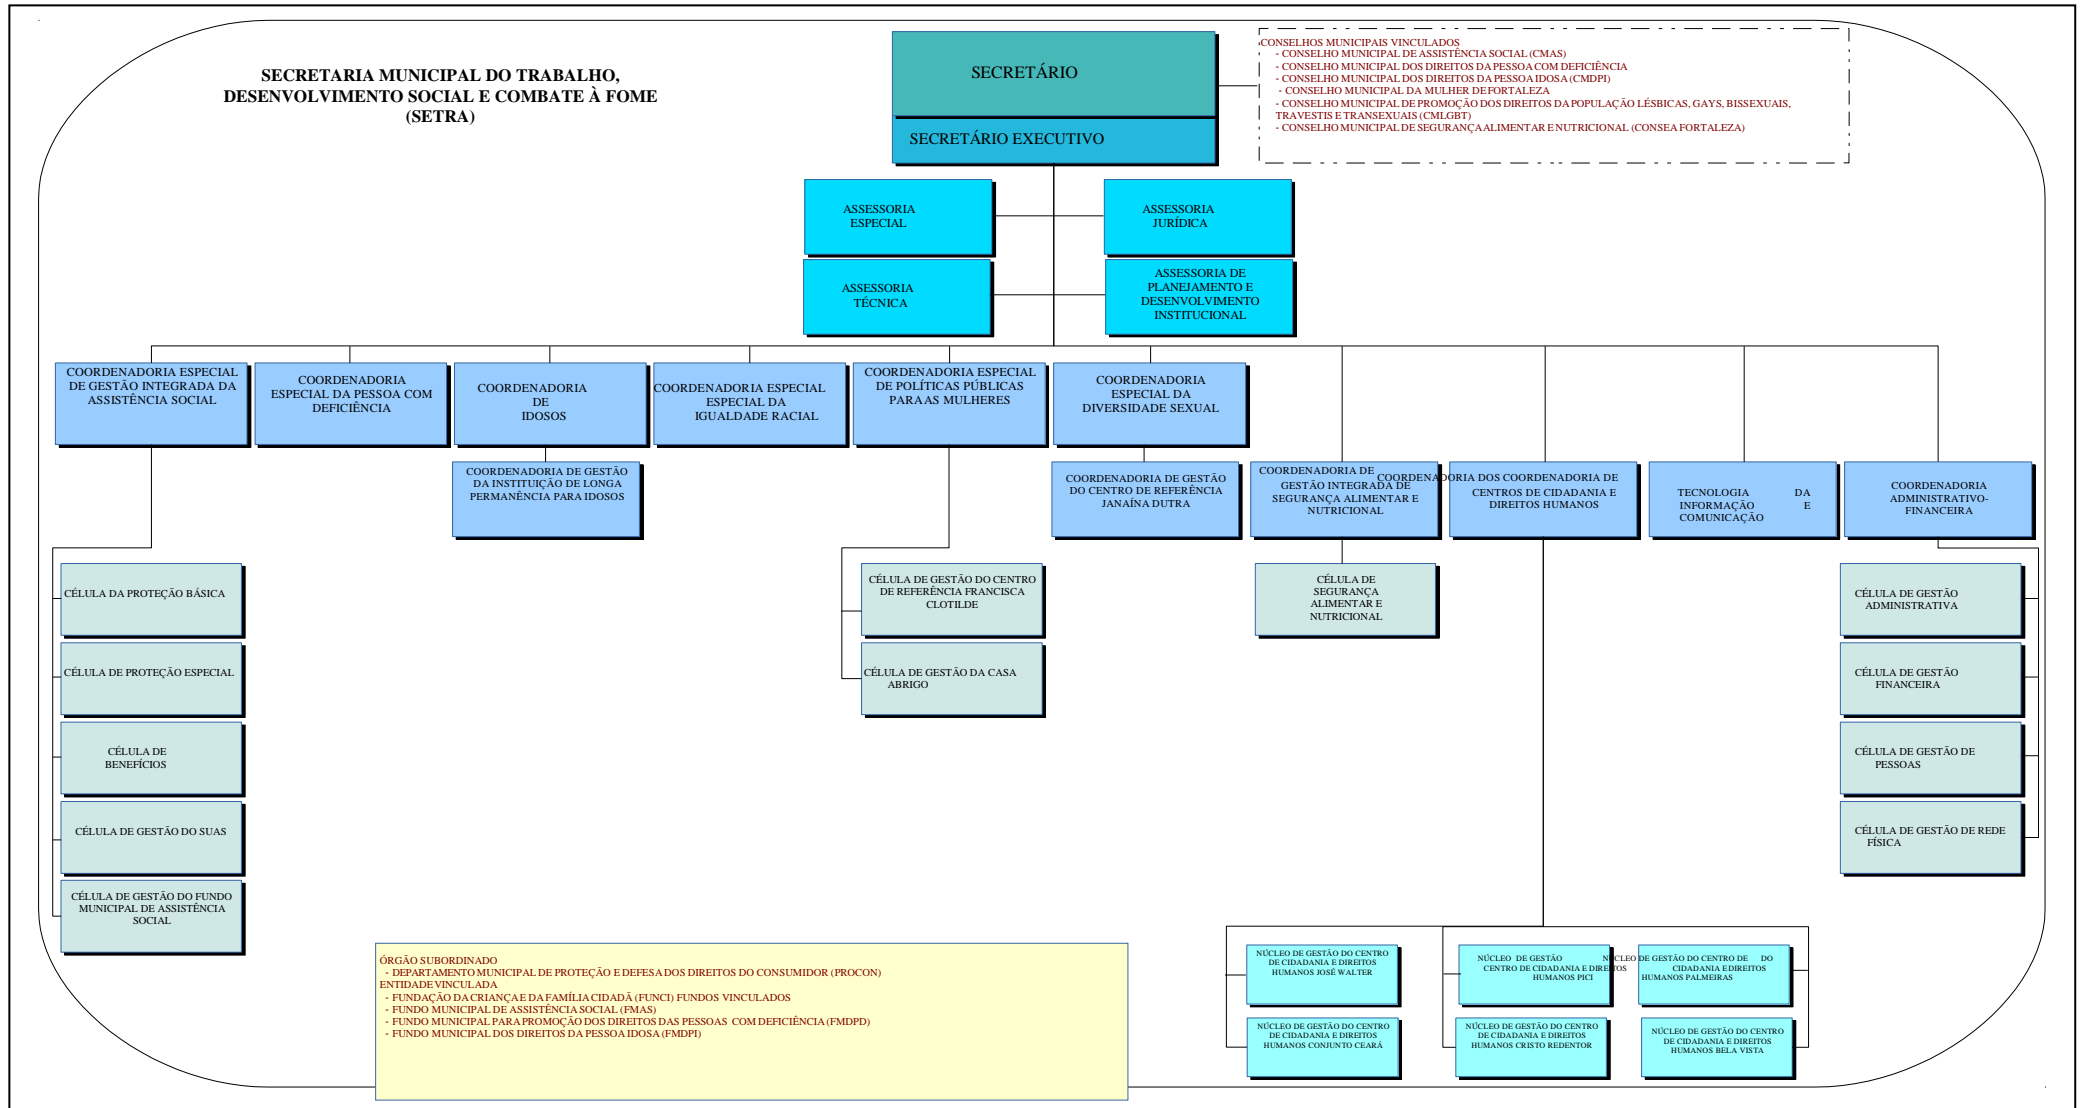 SECRETARIA MUNICIPAL DO TRABALHO,
DESENVOLVIMENTO SOCIAL E COMBATE À FOME
(SETRA)
SECRETÁRIO
SECRETÁRIO EXECUTIVO
CONSELHOS MUNICIPAIS VINCULADOS
- CONSELHO MUNICIPAL DE ASSISTÊNCIA SOCIAL (CMAS)
- CONSELHO MUNICIPAL DOS DIREITOS DA PESSOA COM DEFICIÊNCIA
- CONSELHO MUNICIPAL DOS DIREITOS DA PESSOA IDOSA (CMDPI)
- CONSELHO MUNICIPAL DA MULHER DE FORTALEZA
- CONSELHO MUNICIPAL DE PROMOÇÃO DOS DIREITOS DA POPULAÇÃO LÉSBICAS, GAYS, BISSEXUAIS,
TRAVESTIS E TRANSEXUAIS (CMLGBT)
- CONSELHO MUNICIPAL DE SEGURANÇA ALIMENTAR E NUTRICIONAL (CONSEA FORTALEZA)
ASSESSORIA
ESPECIAL
ASSESSORIA
JURÍDICA
ASSESSORIA
TÉCNICA
ASSESSORIA DE
PLANEJAMENTO E
DESENVOLVIMENTO
INSTITUCIONAL
COORDENADORIA ESPECIAL
DE GESTÃO INTEGRADA DA
ASSISTÊNCIA SOCIAL
COORDENADORIA
ESPECIAL DA PESSOA COM
DEFICIÊNCIA
COORDENADORIA
DE
IDOSOS
COORDENADORIA ESPECIAL
ESPECIAL DA
IGUALDADE RACIAL
COORDENADORIA ESPECIAL
DE POLÍTICAS PÚBLICAS
PARA AS MULHERES
COORDENADORIA
ESPECIAL DA
DIVERSIDADE SEXUAL
COORDENADORIA DE GESTÃO
DA INSTITUIÇÃO DE LONGA
PERMANÊNCIA PARA IDOSOS
COORDENADORIA DE GESTÃO
DO CENTRO DE REFERÊNCIA
JANAÍNA DUTRA
COORDENADORIA DE
GESTÃO INTEGRADA DE
SEGURANÇA ALIMENTAR E
NUTRICIONAL
COORDENADORIA DOS COORDENADORIA DE
CENTROS DE CIDADANIA E
DIREITOS HUMANOS
TECNOLOGIA DA
INFORMAÇÃO E
COMUNICAÇÃO
COORDENADORIA
ADMINISTRATIVO-
FINANCEIRA
CÉLULA DA PROTEÇÃO BÁSICA
CÉLULA DE PROTEÇÃO ESPECIAL
CÉLULA DE
BENEFÍCIOS
CÉLULA DE GESTÃO DO SUAS
CÉLULA DE GESTÃO DO FUNDO
MUNICIPAL DE ASSISTÊNCIA
SOCIAL
CÉLULA DE GESTÃO DO CENTRO
DE REFERÊNCIA FRANCISCA
CLOTILDE
CÉLULA DE GESTÃO DA CASA
ABRIGO
CÉLULA DE
SEGURANÇA
ALIMENTAR E
NUTRICIONAL
CÉLULA DE GESTÃO
ADMINISTRATIVA
CÉLULA DE GESTÃO
FINANCEIRA
CÉLULA DE GESTÃO DE
PESSOAS
CÉLULA DE GESTÃO DE REDE
FÍSICA
ÓRGÃO SUBORDINADO
- DEPARTAMENTO MUNICIPAL DE PROTEÇÃO E DEFESA DOS DIREITOS DO CONSUMIDOR (PROCON)
ENTIDADE VINCULADA
- FUNDAÇÃO DA CRIANÇA E DA FAMÍLIA CIDADÃ (FUNCI) FUNDOS VINCULADOS
- FUNDO MUNICIPAL DE ASSISTÊNCIA SOCIAL (FMAS)
- FUNDO MUNICIPAL PARA PROMOÇÃO DOS DIREITOS DAS PESSOAS COM DEFICIÊNCIA (FMDPD)
- FUNDO MUNICIPAL DOS DIREITOS DA PESSOA IDOSA (FMDPI)
NÚCLEO DE GESTÃO DO CENTRO
DE CIDADANIA E DIREITOS
HUMANOS JOSÉ WALTER
NÚCLEO DE GESTÃO
CENTRO DE CIDADANIA E DIREITOS
HUMANOS PICI
NÚCLEO DE GESTÃO DO CENTRO DE DO
CIDADANIA E DIREITOS
HUMANOS PALMEIRAS
NÚCLEO DE GESTÃO DO CENTRO
DE CIDADANIA E DIREITOS
HUMANOS CONJUNTO CEARÁ
NÚCLEO DE GESTÃO DO CENTRO
DE CIDADANIA E DIREITOS
HUMANOS CRISTO REDENTOR
NÚCLEO DE GESTÃO DO CENTRO
DE CIDADANIA E DIREITOS
HUMANOS BELA VISTA